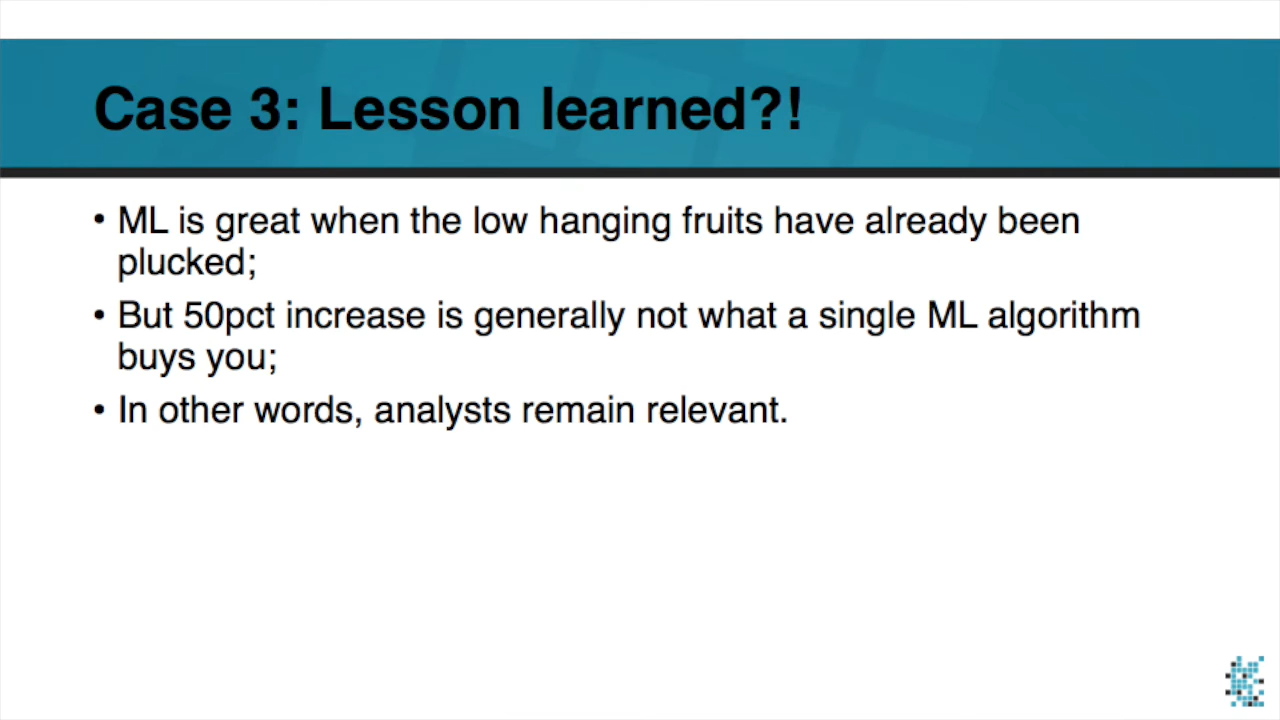 Case 3: Lesson learned?!
• ML is great when the low hanging fruits have already been
plucked;
• But 50pct increase is generally not what a single ML algorithm
buys you;
• In other words, analysts remain relevant.